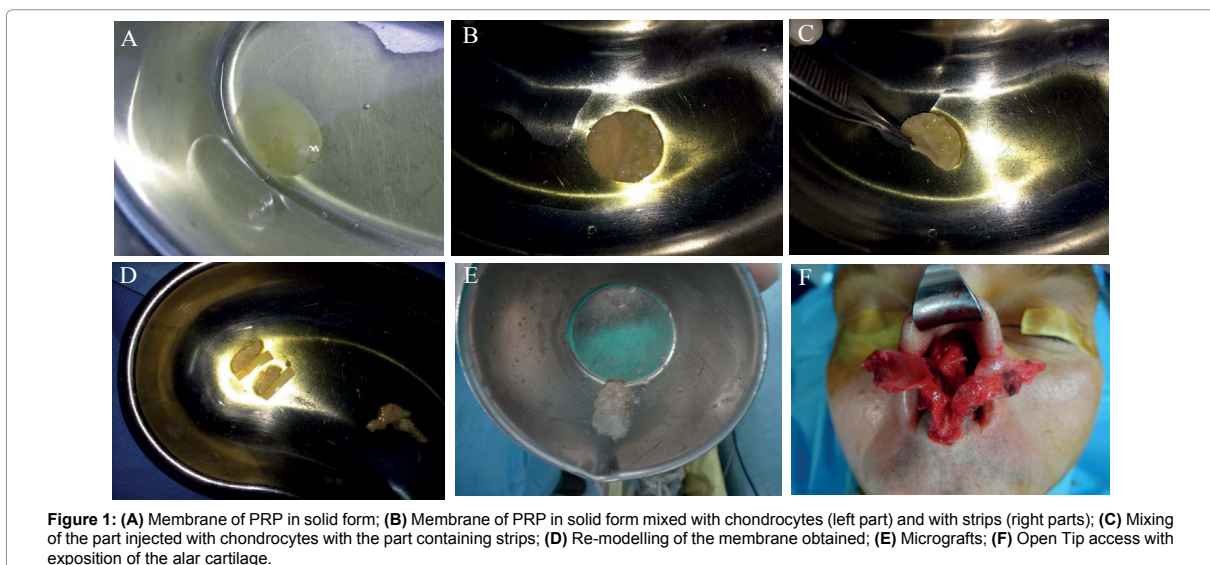 A
B
C
D
E
F
Figure 1: (A) Membrane of PRP in solid form; (B) Membrane of PRP in solid form mixed with chondrocytes (left part) and with strips (right parts); (C) Mixing
of the part injected with chondrocytes with the part containing strips; (D) Re-modelling of the membrane obtained; (E) Micrografts; (F) Open Tip access with
exposition of the alar cartilage.